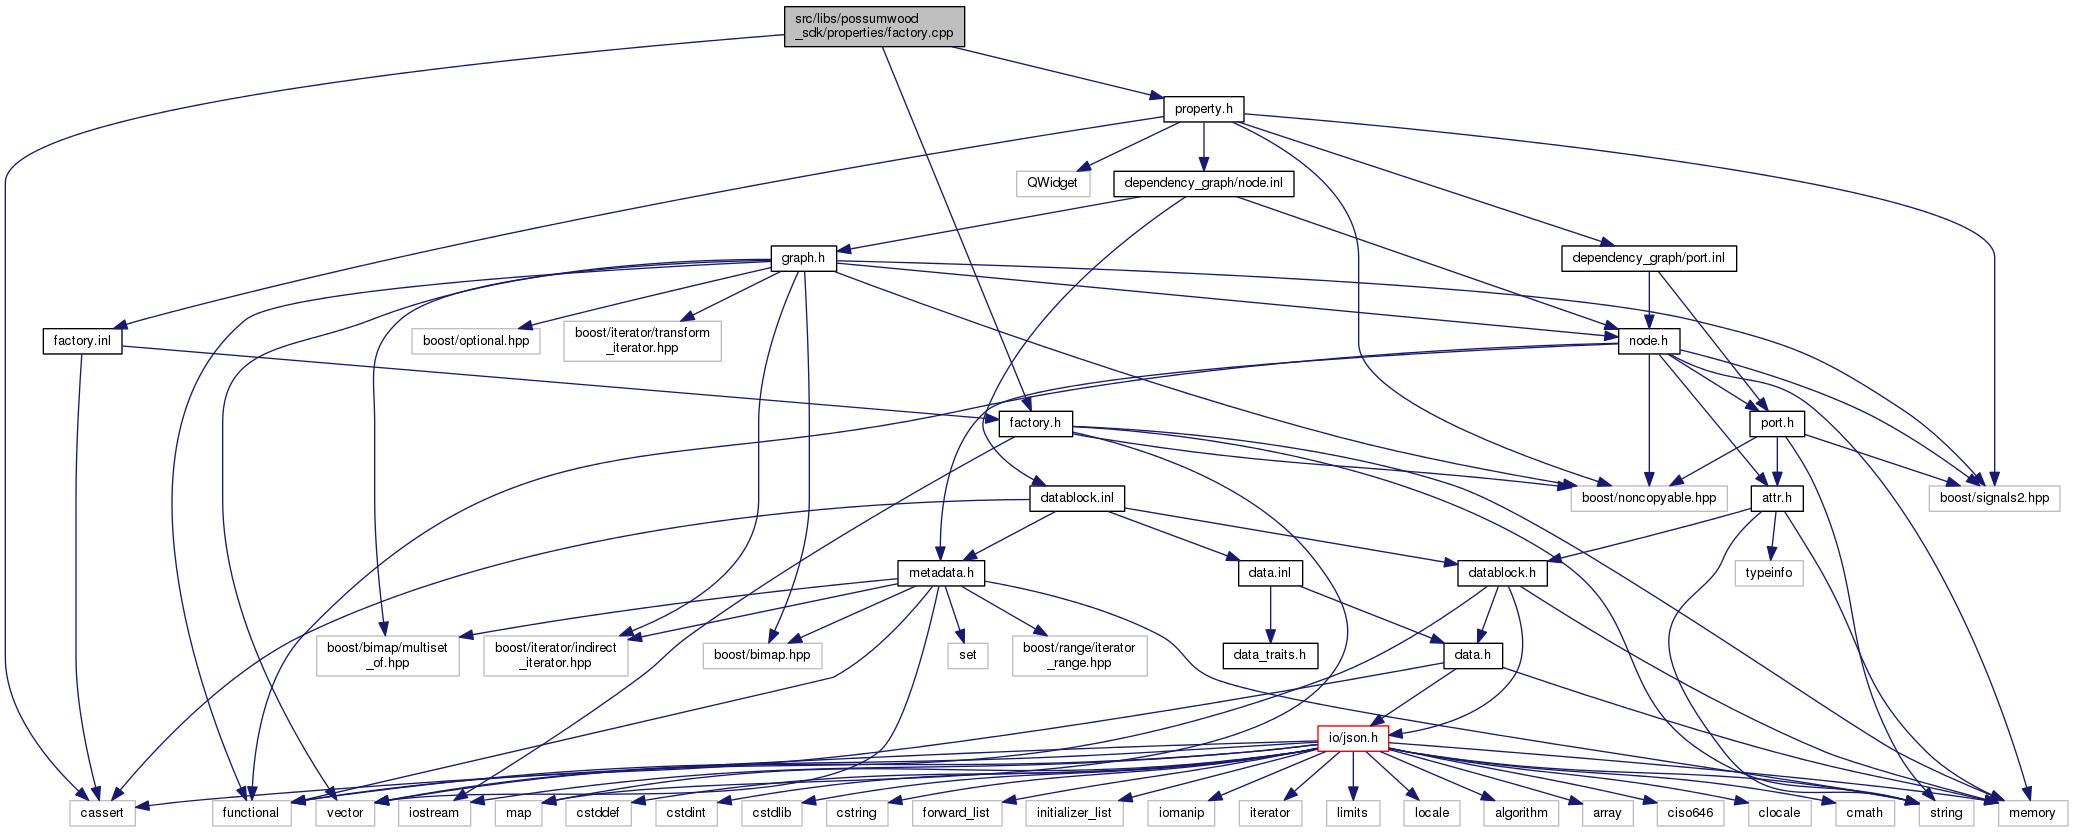 src/libs/possumwood
_sdk/properties/factory.cpp
property.h
QWidget
dependency_graph/node.inl
graph.h
dependency_graph/port.inl
factory.inl
boost/optional.hpp
boost/iterator/transform
_iterator.hpp
node.h
factory.h
port.h
datablock.inl
boost/noncopyable.hpp
attr.h
boost/signals2.hpp
metadata.h
data.inl
datablock.h
typeinfo
boost/bimap/multiset
_of.hpp
boost/iterator/indirect
_iterator.hpp
boost/bimap.hpp
set
boost/range/iterator
_range.hpp
data_traits.h
data.h
io/json.h
cassert
functional
vector
iostream
map
cstddef
cstdint
cstdlib
cstring
forward_list
initializer_list
iomanip
iterator
limits
locale
algorithm
array
ciso646
clocale
cmath
string
memory